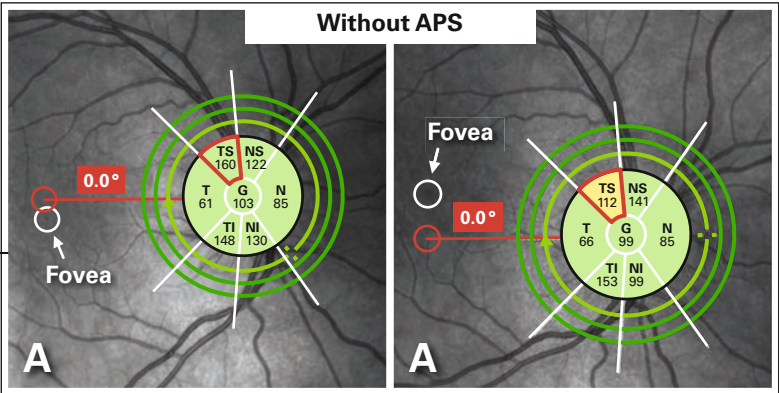 Without APS
TS
160
NS
122
T
61
G
103
N
85
TI
148
NI
130
0.0°
Fovea
A
Fovea
0.0°
TS
112
NS
141
T
66
G
99
N
85
TI
153
NI
99
A